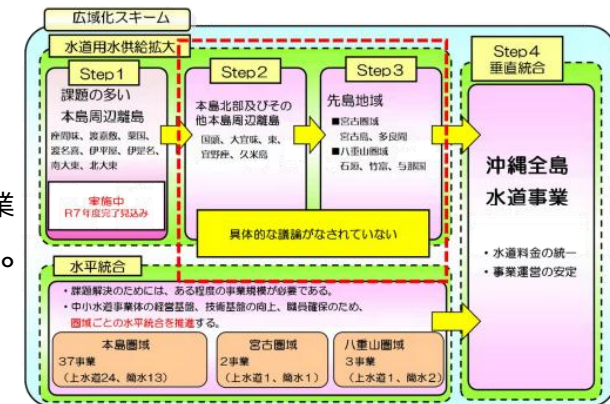 業
。
広域化スキーム
水道用水供給拡大
Step1
課題の多い
本島周辺離島
座間味、渡嘉敷、粟国、
渡名喜、伊平屋、伊是名、
南大東、北大東
実施中
R7年度完了見込み
Step2
本島北部及びその
他本島周辺離島
国頭、大宜味、東、
宜野座、久米島
Step3
先島地域
■宮古圏域
宮古島、多良間
■八重山圏域
石垣、竹富、与那国
具体的な議論がなされていない
Step4
垂直統合
沖縄全島
水道事業
・水道料金の統一
・事業運営の安定
水平統合
・課題解決のためには、ある程度の事業規模が必要である。
・中小水道事業体の経営基盤、技術基盤の向上、職員確保のため、
圏域ごとの水平統合を推進する。
本島圏域
37事業
(上水道24、簡水13)
宮古圏域
2事業
(上水道1、簡水1)
八重山圏域
3事業
(上水道1、簡水2)